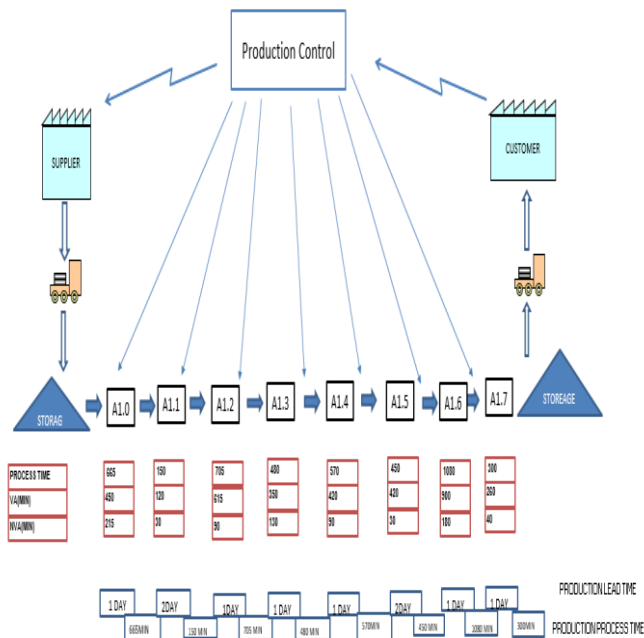 Production Control
SUPPLIER
CUSTOMER
STORAG
A1.0
A1.1
A1.2
A1.3
A1.4
A1.5
A1.6
A1.7
STOREAGE
PROCESS TIME 665 150 705 480 570 450 1080 300
VA(MIN) 450 120 615 350 420 420 900 260
NVA(MIN) 215 30 90 130 90 30 180 40
1 DAY 2DAY 1DAY 1 DAY 1 DAY 2DAY 1 DAY 1 DAY PRODUCTION LEAD TIME
665MIN 150 MIN 705 MIN 480 MIN 570MIN 450 MIN 1080 MIN 300MIN PRODUCTION PROCESS TIME